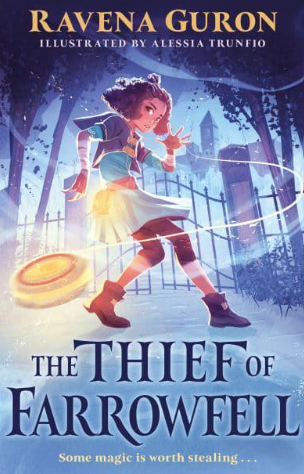 RAVENA GURON
ILLUSTRATED BY ALESSIA TRUNFIO
THE THIEF OF
FARROWFELL
Some magic is worth stealing . . .